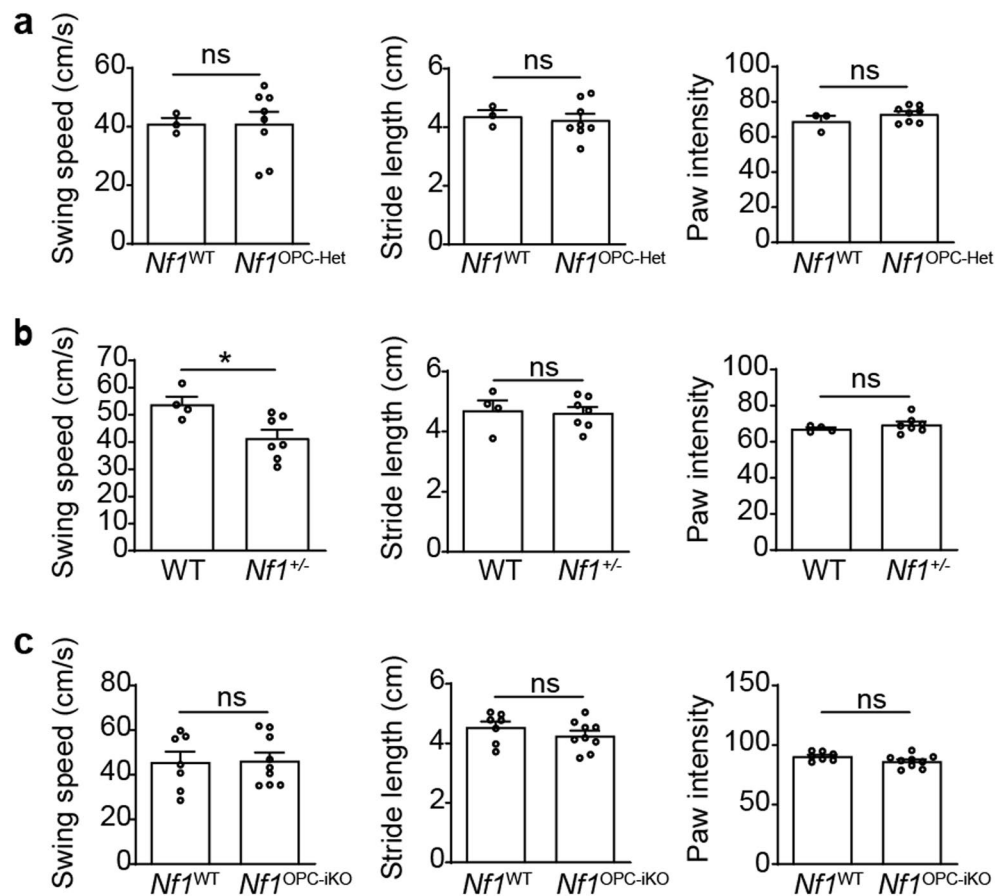 a
Swing speed (cm/s)
60
40
20
0
ns
Nf1WT Nf1OPC-Het
Stride length (cm)
6
4
2
0
ns
Nf1WT Nf1OPC-Het
Paw intensity
100
80
60
40
20
0
ns
Nf1WT Nf1OPC-Het
b
Swing speed (cm/s)
70
60
50
40
30
20
10
0
*
WT Nf1+/-
Stride length (cm)
6
4
2
0
ns
WT Nf1+/-
Paw intensity
100
80
60
40
20
0
ns
WT Nf1+/-
c
Swing speed (cm/s)
80
60
40
20
0
ns
Nf1WT Nf1OPC-iKO
Stride length (cm)
6
4
2
0
ns
Nf1WT Nf1OPC-iKO
Paw intensity
150
100
50
0
ns
Nf1WT Nf1OPC-iKO